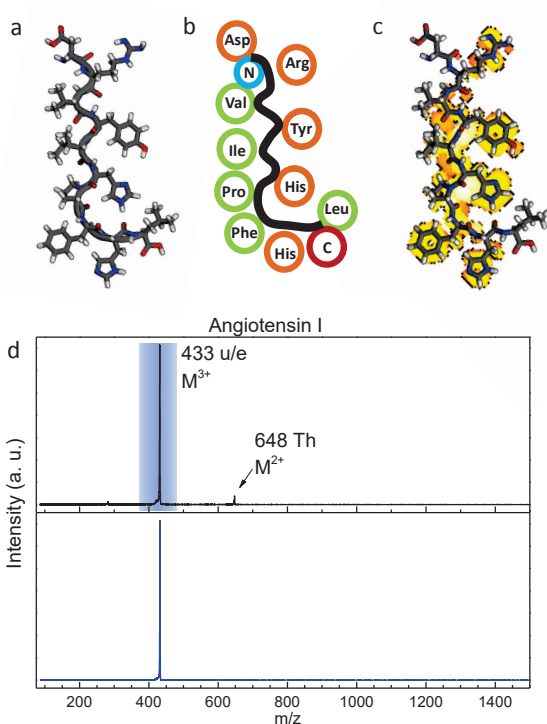 a
b
c
Asp
N
Arg
Val
Tyr
Ile
His
Pro
Leu
Phe
His
C
Angiotensin I
d
433 u/e
M3+
648 Th
M2+
Intensity (a. u.)
200 400 600 800 1000 1200 1400
m/z